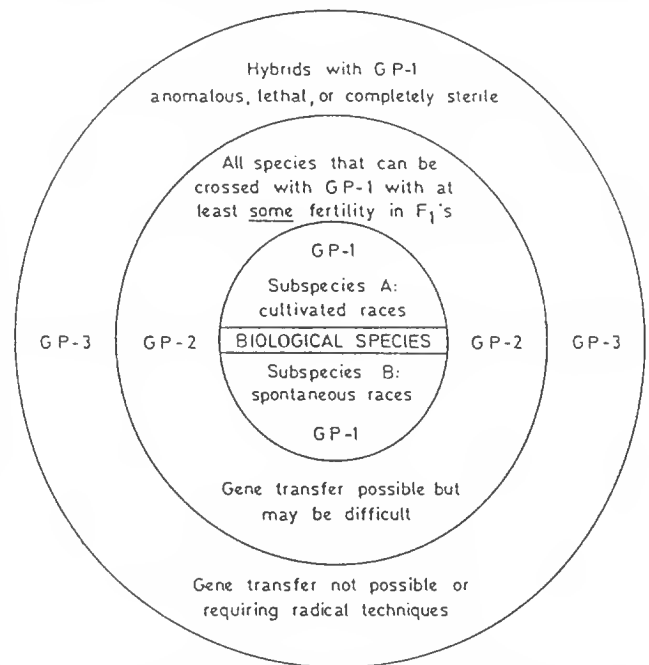 Hybrids with GP-1
anomalous, lethal, or completely sterile
All species that can be
crossed with GP-1 with at
least some fertility in F₁'s
GP-1
Subspecies A:
cultivated races
GP-3 GP-2 BIOLOGICAL SPECIES GP-2 GP-3
Subspecies B:
spontaneous races
GP-1
Gene transfer possible but
may be difficult
Gene transfer not possible or
requiring radical techniques